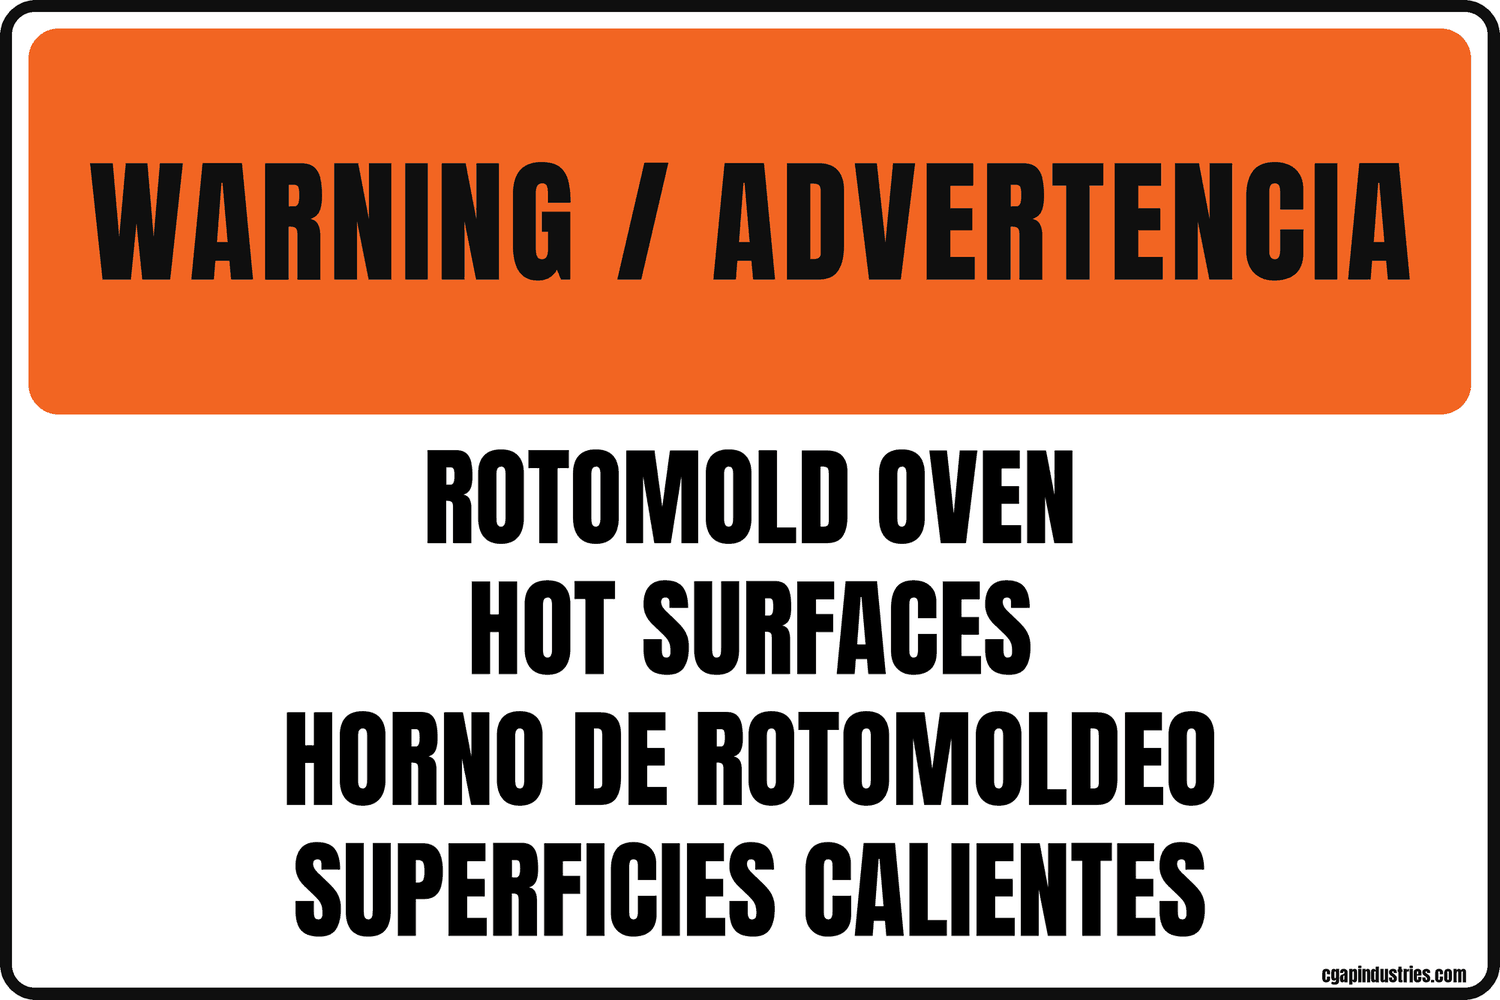 WARNING / ADVERTENCIA
ROTOMOLD OVEN
HOT SURFACES
HORNO DE ROTOMOLDEO
SUPERFICIES CALIENTES
cgapindustries.com